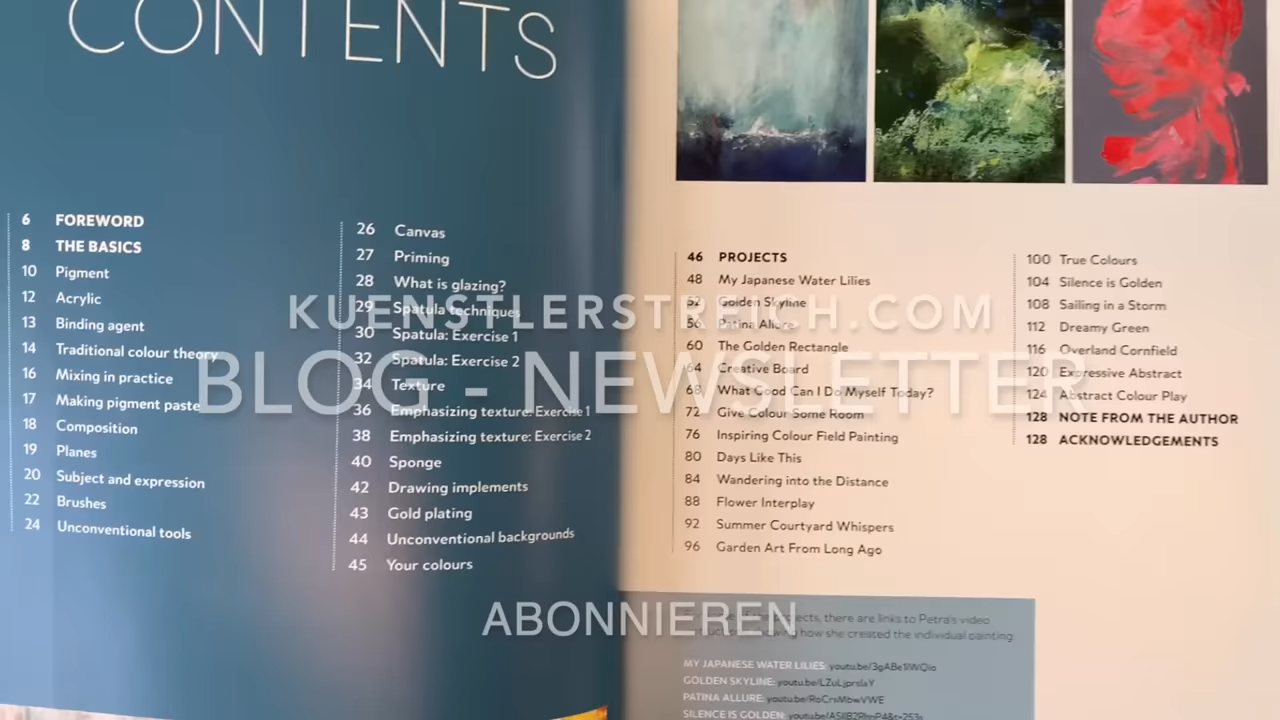 CONTENTS
6 FOREWORD
8 THE BASICS
10 Pigment
12 Acrylic
13 Binding agent
14 Traditional colour theory
16 Mixing in practice
17 Making pigment paste
18 Composition
19 Planes
20 Subject and expression
22 Brushes
24 Unconventional tools
26 Canvas
27 Priming
28 What is glazing?
29 Spatula techniques
30 Spatula: Exercise 1
32 Spatula: Exercise 2
34 Texture
36 Emphasizing texture: Exercise 1
38 Emphasizing texture: Exercise 2
40 Sponge
42 Drawing implements
43 Gold plating
44 Unconventional backgrounds
45 Your colours
46 PROJECTS
48 My Japanese Water Lilies
52 Golden Skyline
56 Patina Allure
60 The Golden Rectangle
64 Creative Board
68 What Good Can I Do Myself Today?
72 Give Colour Some Room
76 Inspiring Colour Field Painting
80 Days Like This
84 Wandering into the Distance
88 Flower Interplay
92 Summer Courtyard Whispers
96 Garden Art From Long Ago
100 True Colours
104 Silence is Golden
108 Sailing in a Storm
112 Dreamy Green
116 Overland Cornfield
120 Expressive Abstract
124 Abstract Colour Play
128 NOTE FROM THE AUTHOR
128 ACKNOWLEDGEMENTS
KUENSTLERSTREICH.COM
BLOG - NEWSLETTER
ABONNIEREN
projects, there are links to Petra's video
how she created the individual painting
MY JAPANESE WATER LILIES:
GOLDEN SKYLINE:
PATINA ALLURE: youtu.be/RoCrsMbwVWE
SILENCE IS GOLDEN: